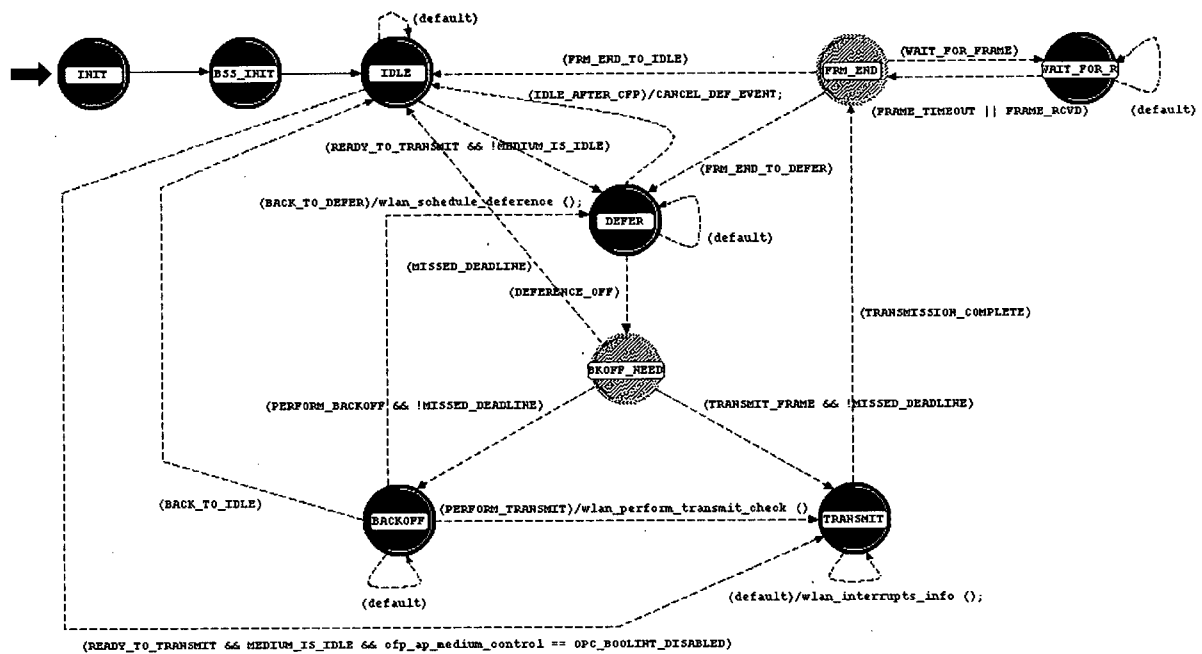 (default)
INIT
BSS_INIT
IDLE
(FRM_END_TO_IDLE)
FRM_END
(WAIT_FOR_FRAME)
WAIT_FOR_R
(IDLE_AFTER_CFP)/CANCEL_DEF_EVENT;
(FRAME_TIMEOUT || FRAME_RCVD)
(default)
(READY_TO_TRANSMIT && !MEDIUM_IS_IDLE)
(FRM_END_TO_DEFER)
(BACK_TO_DEFER)/wlan_schedule_deference ();
DEFER
(default)
(MISSED_DEADLINE)
(DEFERENCE_OFF)
(TRANSMISSION_COMPLETE)
BKOFF_NEED
(PERFORM_BACKOFF && !MISSED_DEADLINE)
(TRANSMIT_FRAME && !MISSED_DEADLINE)
(BACK_TO_IDLE)
BACKOFF
(PERFORM_TRANSMIT)/wlan_perform_transmit_check ()
TRANSMIT
(default)
(default)/wlan_interrupts_info ();
(READY_TO_TRANSMIT && MEDIUM_IS_IDLE && cfp_ap_medium_control == OPC_BOOLINT_DISABLED)